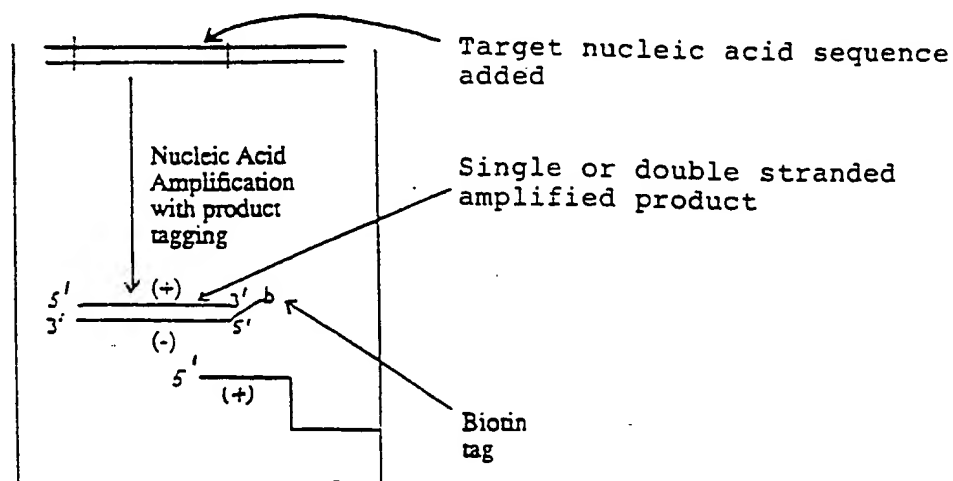 Target nucleic acid sequence
added
Nucleic Acid
Amplification
with product
tagging
Single or double stranded
amplified product
5' (+) 3' b
3' (-) 5'
5' (+)
Biotin
tag